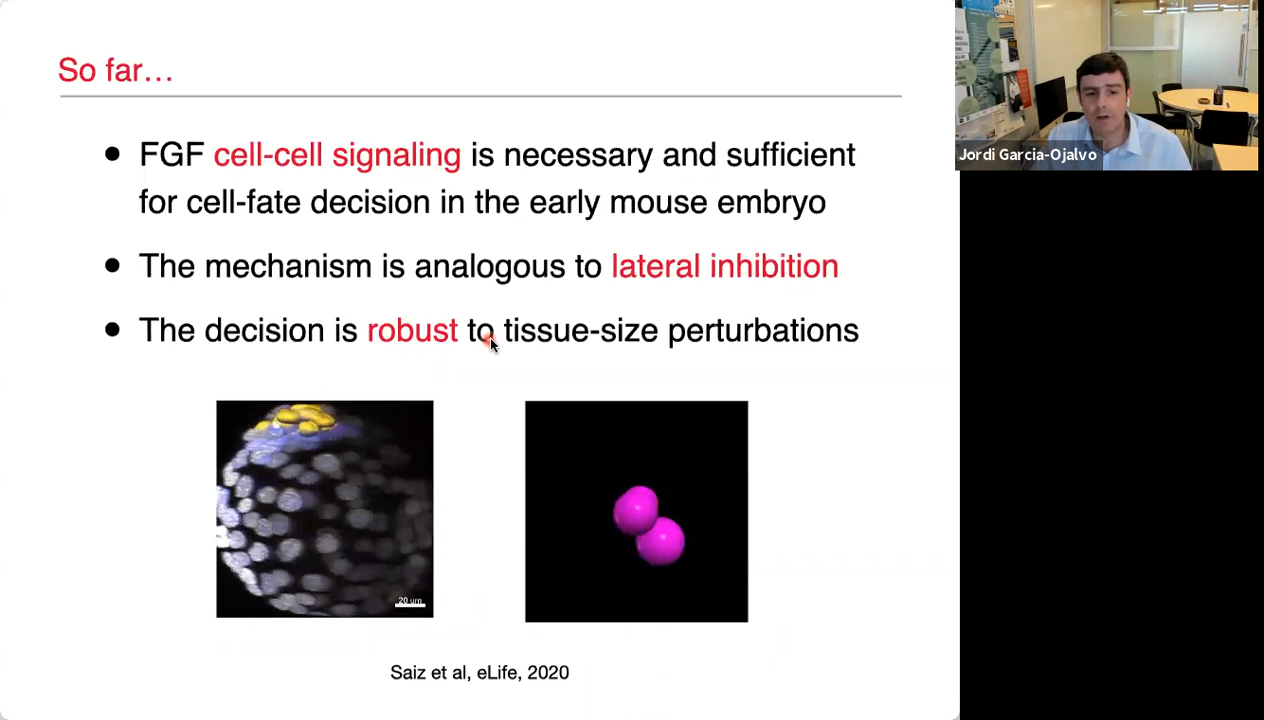 So far…
• FGF cell-cell signaling is necessary and sufficient
for cell-fate decision in the early mouse embryo
• The mechanism is analogous to lateral inhibition
• The decision is robust to tissue-size perturbations
20 µm
Saiz et al, eLife, 2020
Jordi Garcia-Ojalvo